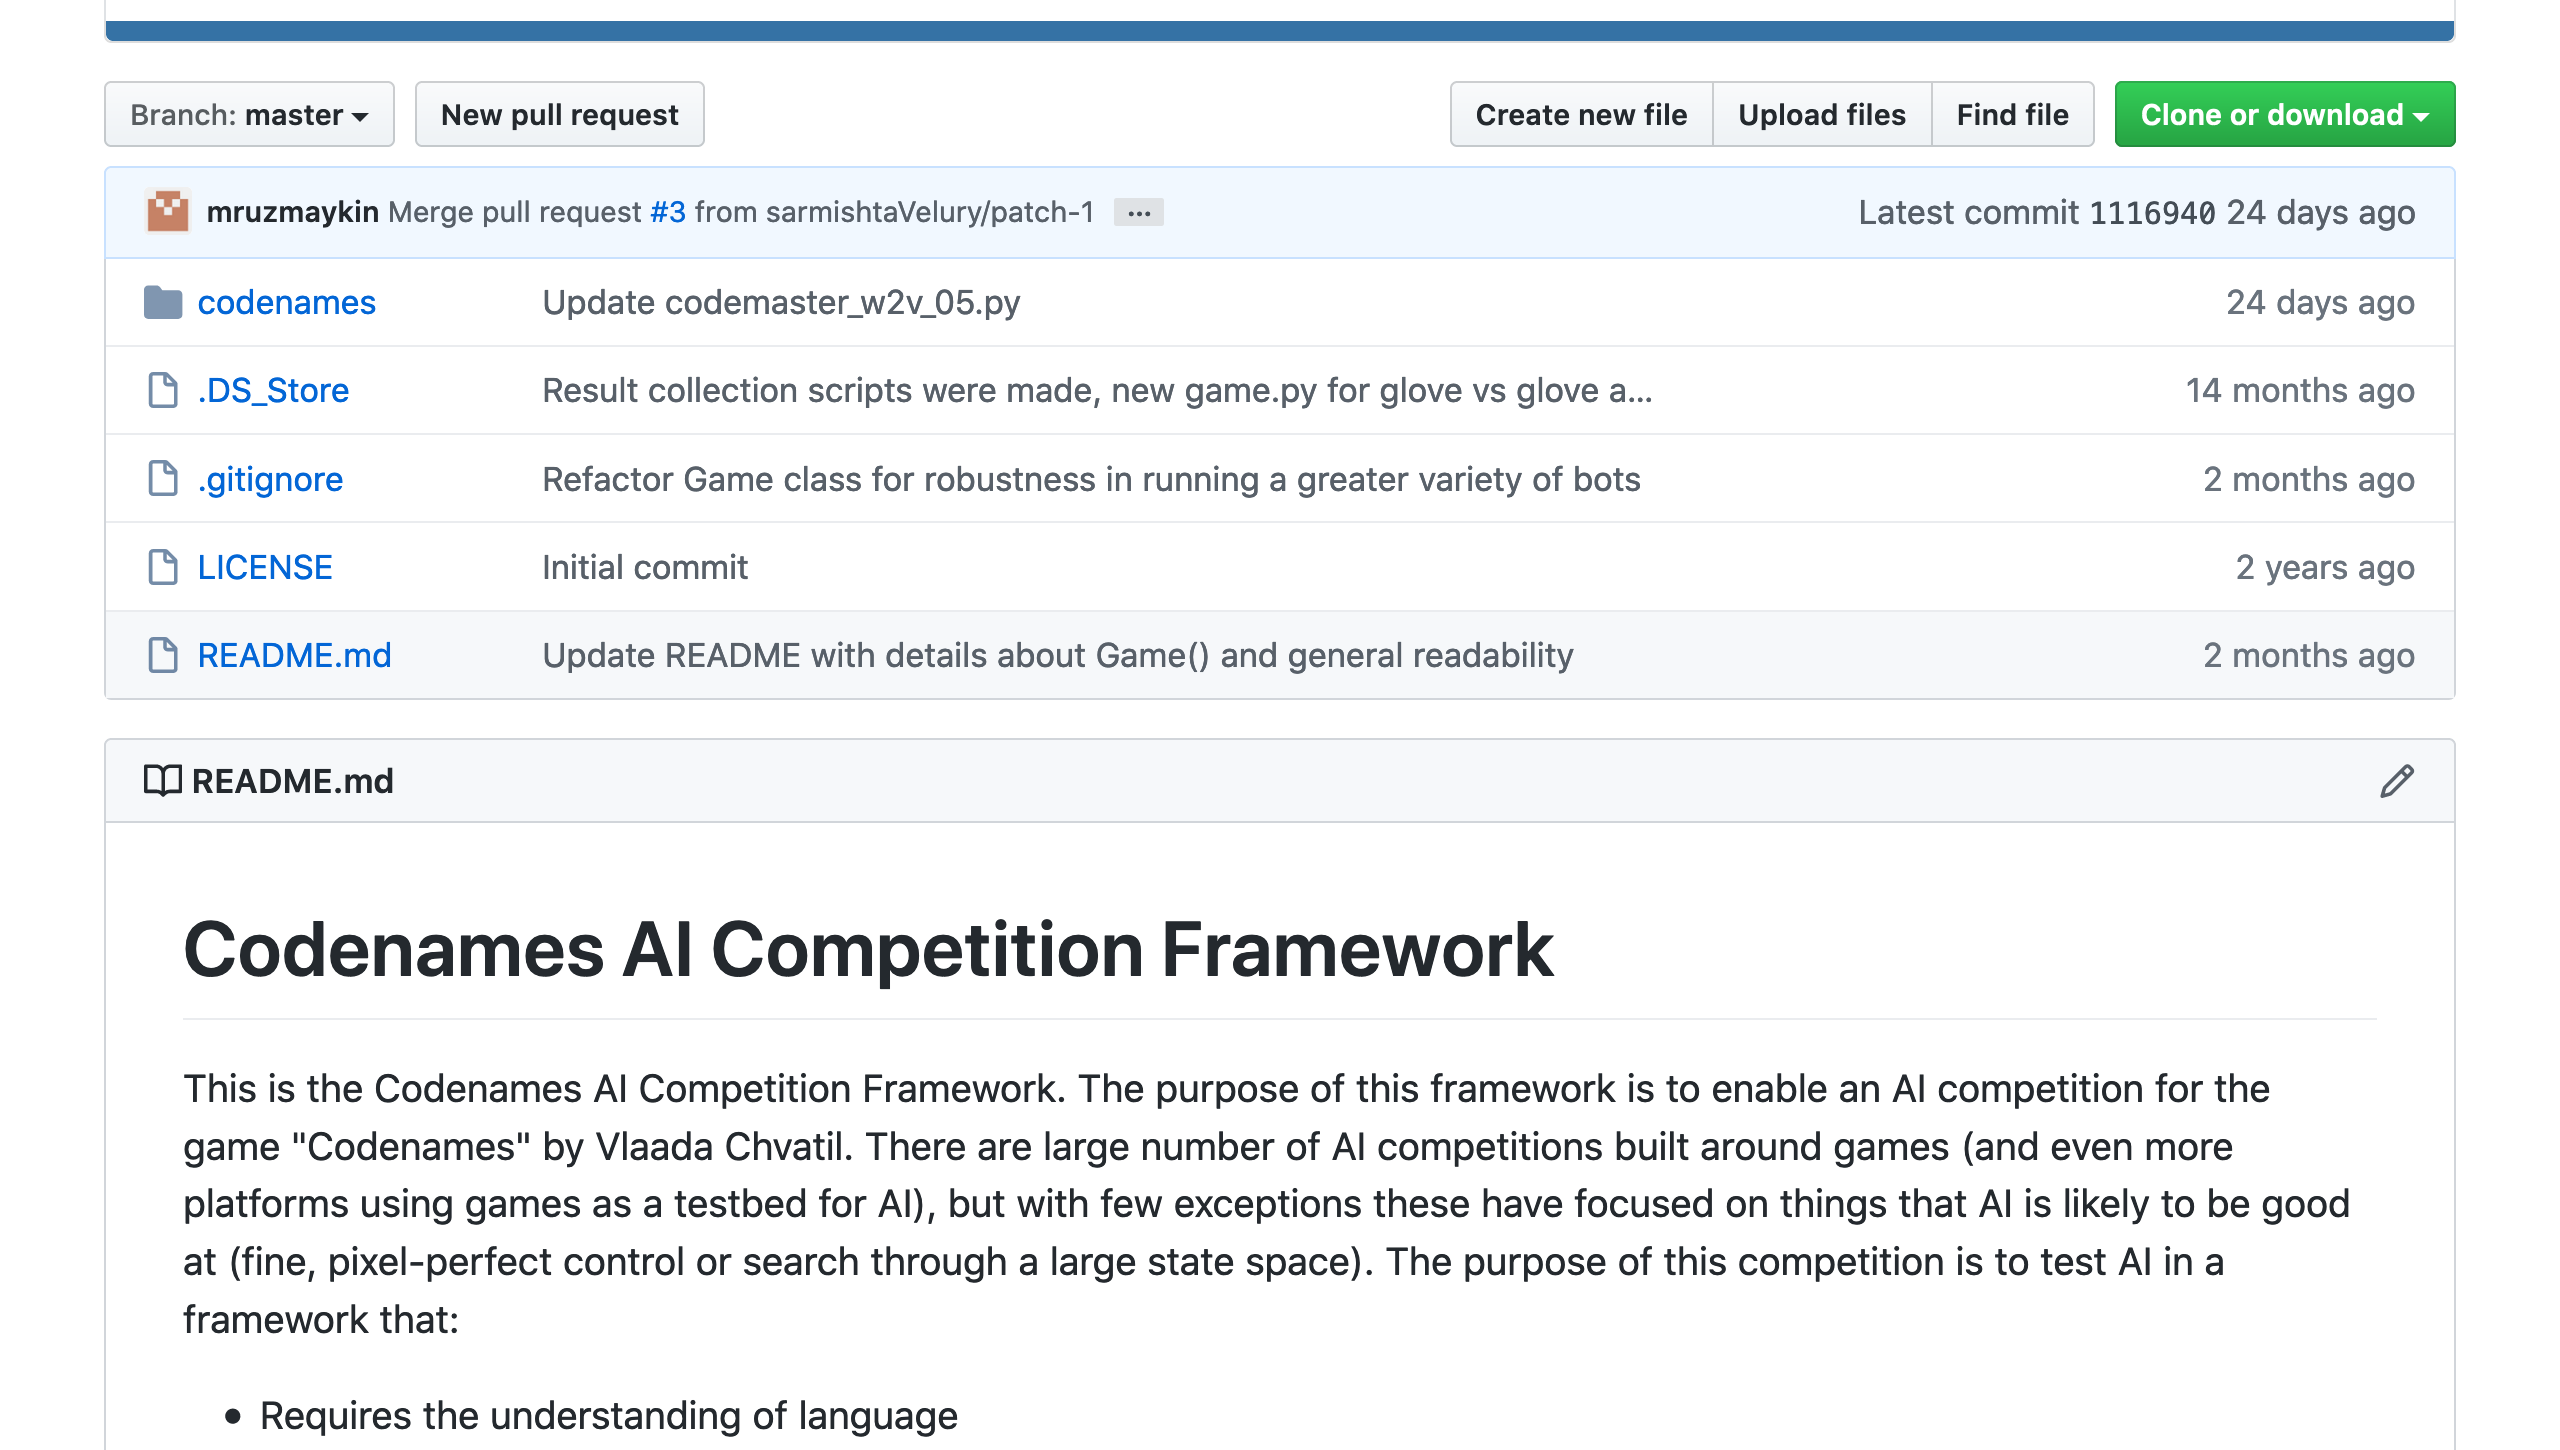 Branch: master New pull request Create new file Upload files Find file Clone or download
mruzmaykin Merge pull request #3 from sarmishtaVelury/patch-1 ... Latest commit 1116940 24 days ago
codenames Update codemaster_w2v_05.py 24 days ago
.DS_Store Result collection scripts were made, new game.py for glove vs glove a... 14 months ago
.gitignore Refactor Game class for robustness in running a greater variety of bots 2 months ago
LICENSE Initial commit 2 years ago
README.md Update README with details about Game() and general readability 2 months ago
README.md
Codenames AI Competition Framework
This is the Codenames AI Competition Framework. The purpose of this framework is to enable an AI competition for the
game "Codenames" by Vlaada Chvatil. There are large number of AI competitions built around games (and even more
platforms using games as a testbed for AI), but with few exceptions these have focused on things that AI is likely to be good
at (fine, pixel-perfect control or search through a large state space). The purpose of this competition is to test AI in a
framework that:
• Requires the understanding of language